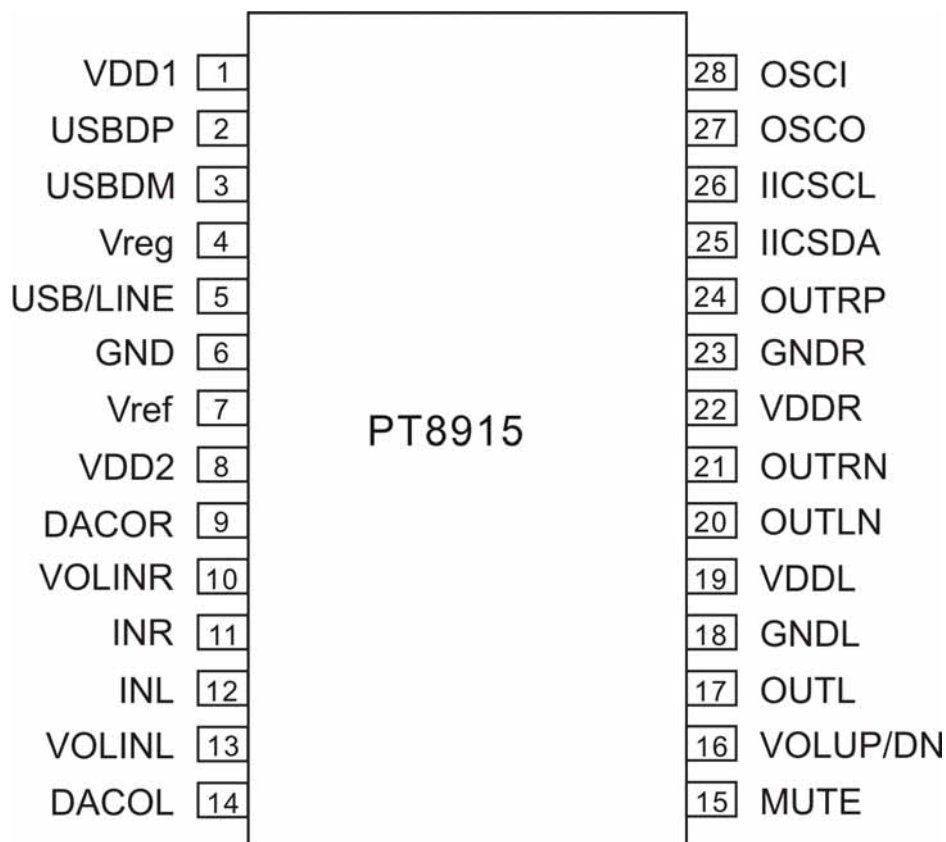 VDD1 1 28 OSCI
USBDP 2 27 OSCO
USBDM 3 26 IICSCL
Vreg 4 25 IICSDA
USB/LINE 5 24 OUTRP
GND 6 23 GNDR
Vref 7 22 VDDR
PT8915
VDD2 8 21 OUTRN
DACOR 9 20 OUTLN
VOLINR 10 19 VDDL
INR 11 18 GNDL
INL 12 17 OUTL
VOLINL 13 16 VOLUP/DN
DACOL 14 15 MUTE